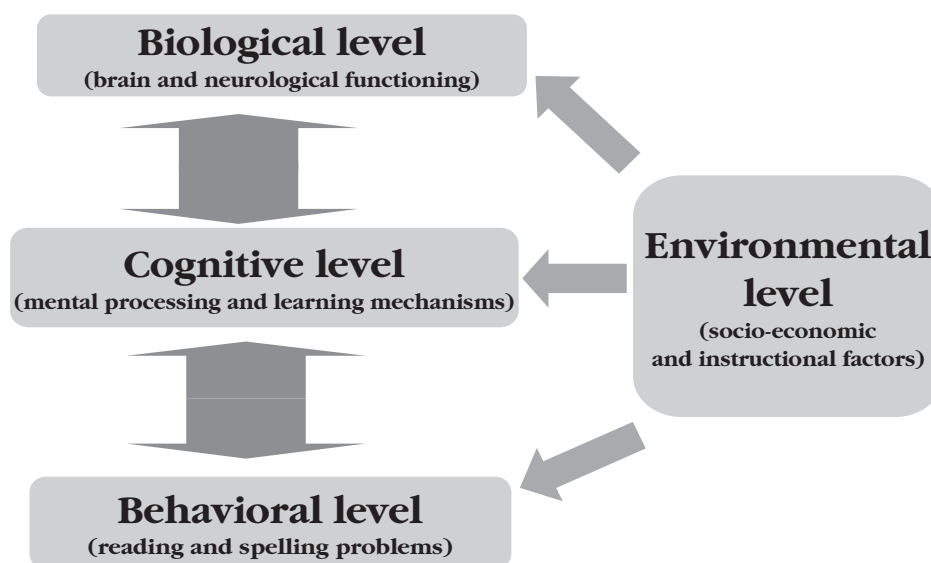 Biological level
(brain and neurological functioning)
Cognitive level
(mental processing and learning mechanisms)
Environmental
level
(socio-economic
and instructional factors)
Behavioral level
(reading and spelling problems)